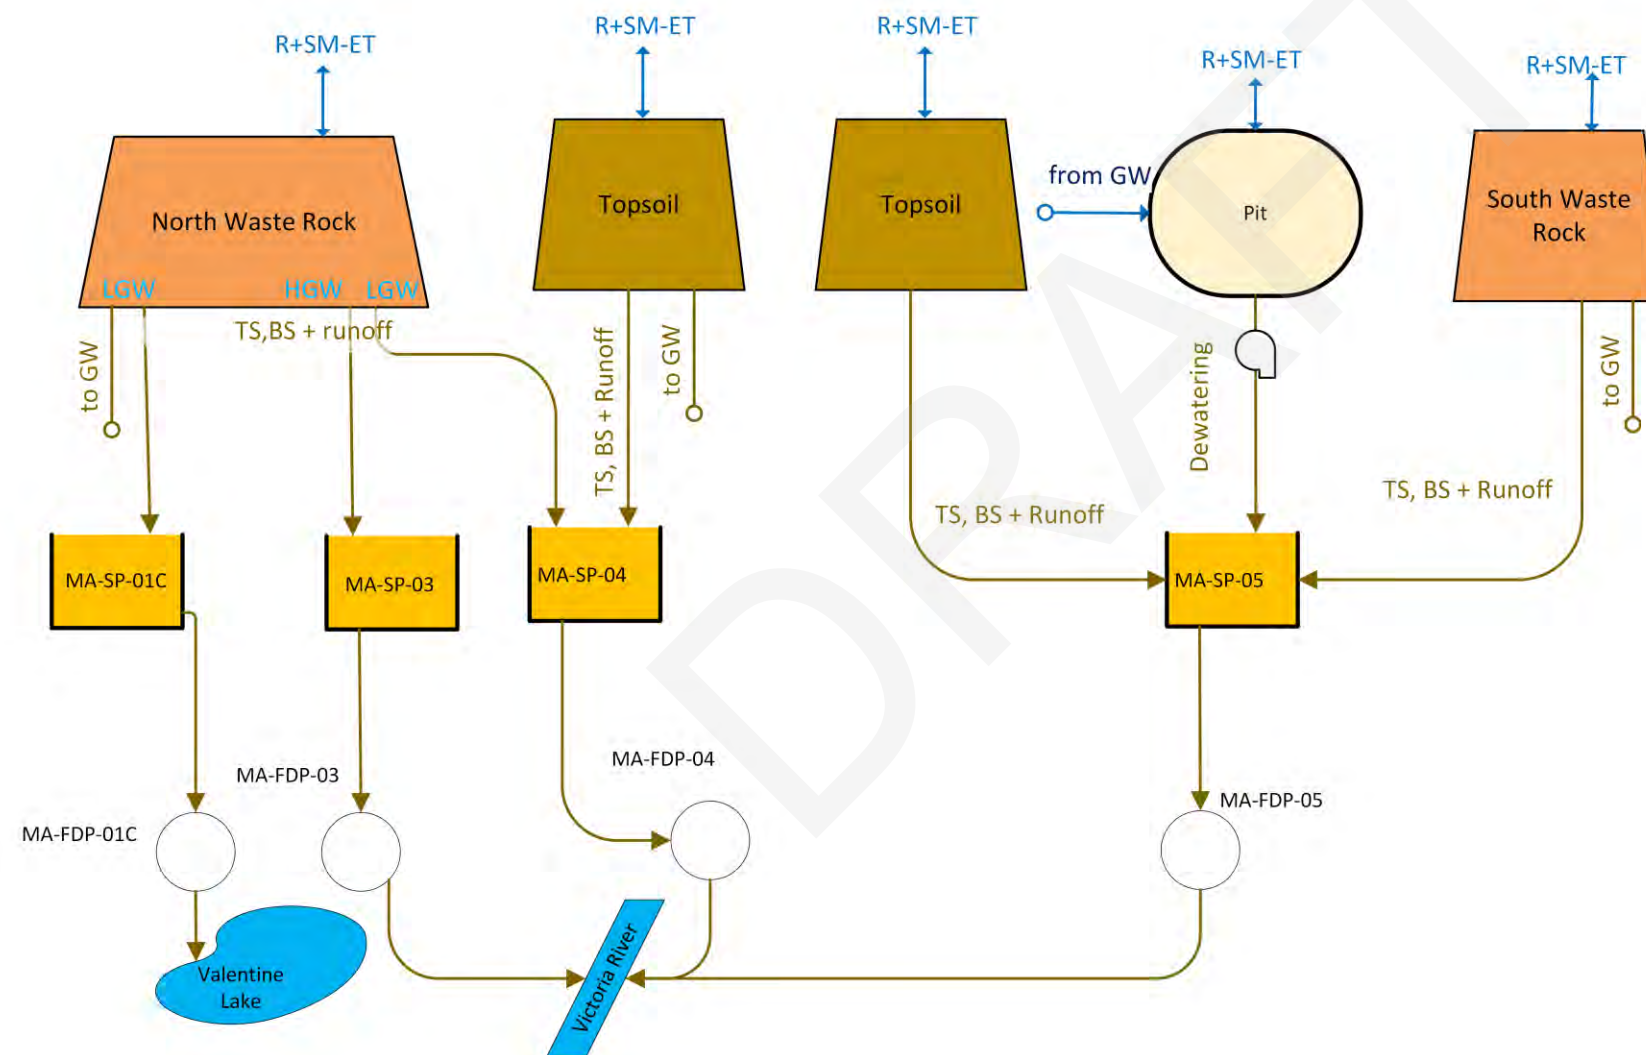 R+SM-ET
R+SM-ET
R+SM-ET
R+SM-ET
R+SM-ET
North Waste Rock
LGW
HGW
LGW
Topsoil
Topsoil
from GW
Pit
South Waste
Rock
TS,BS + runoff
to GW
TS, BS + Runoff
to GW
Dewatering
to GW
TS, BS + Runoff
TS, BS + Runoff
MA-SP-01C
MA-SP-03
MA-SP-04
MA-SP-05
MA-FDP-03
MA-FDP-04
MA-FDP-05
MA-FDP-01C
Valentine
Lake
Victoria River
DRAFT